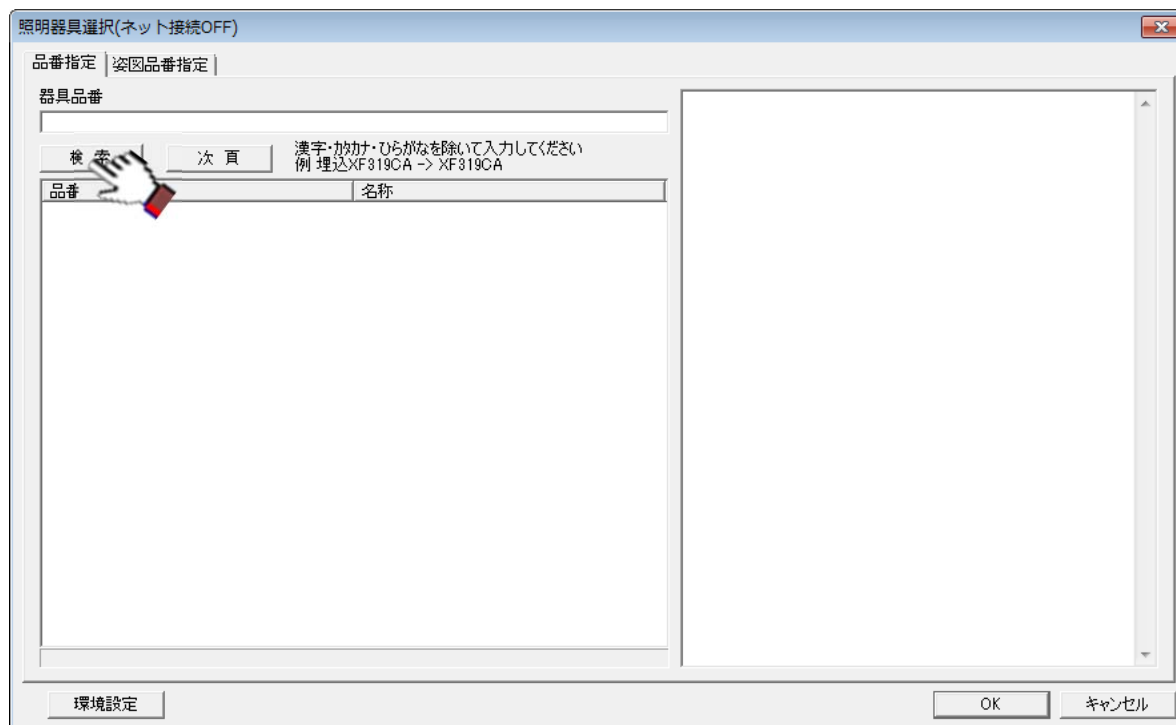 照明器具選択(ネット接続OFF)
品番指定
姿図品番指定
器具品番
検 索
次 頁
漢字・カタカナ・ひらがなを除いて入力してください
例 埋込XF319CA -> XF319CA
品番
名称
環境設定
OK
キャンセル